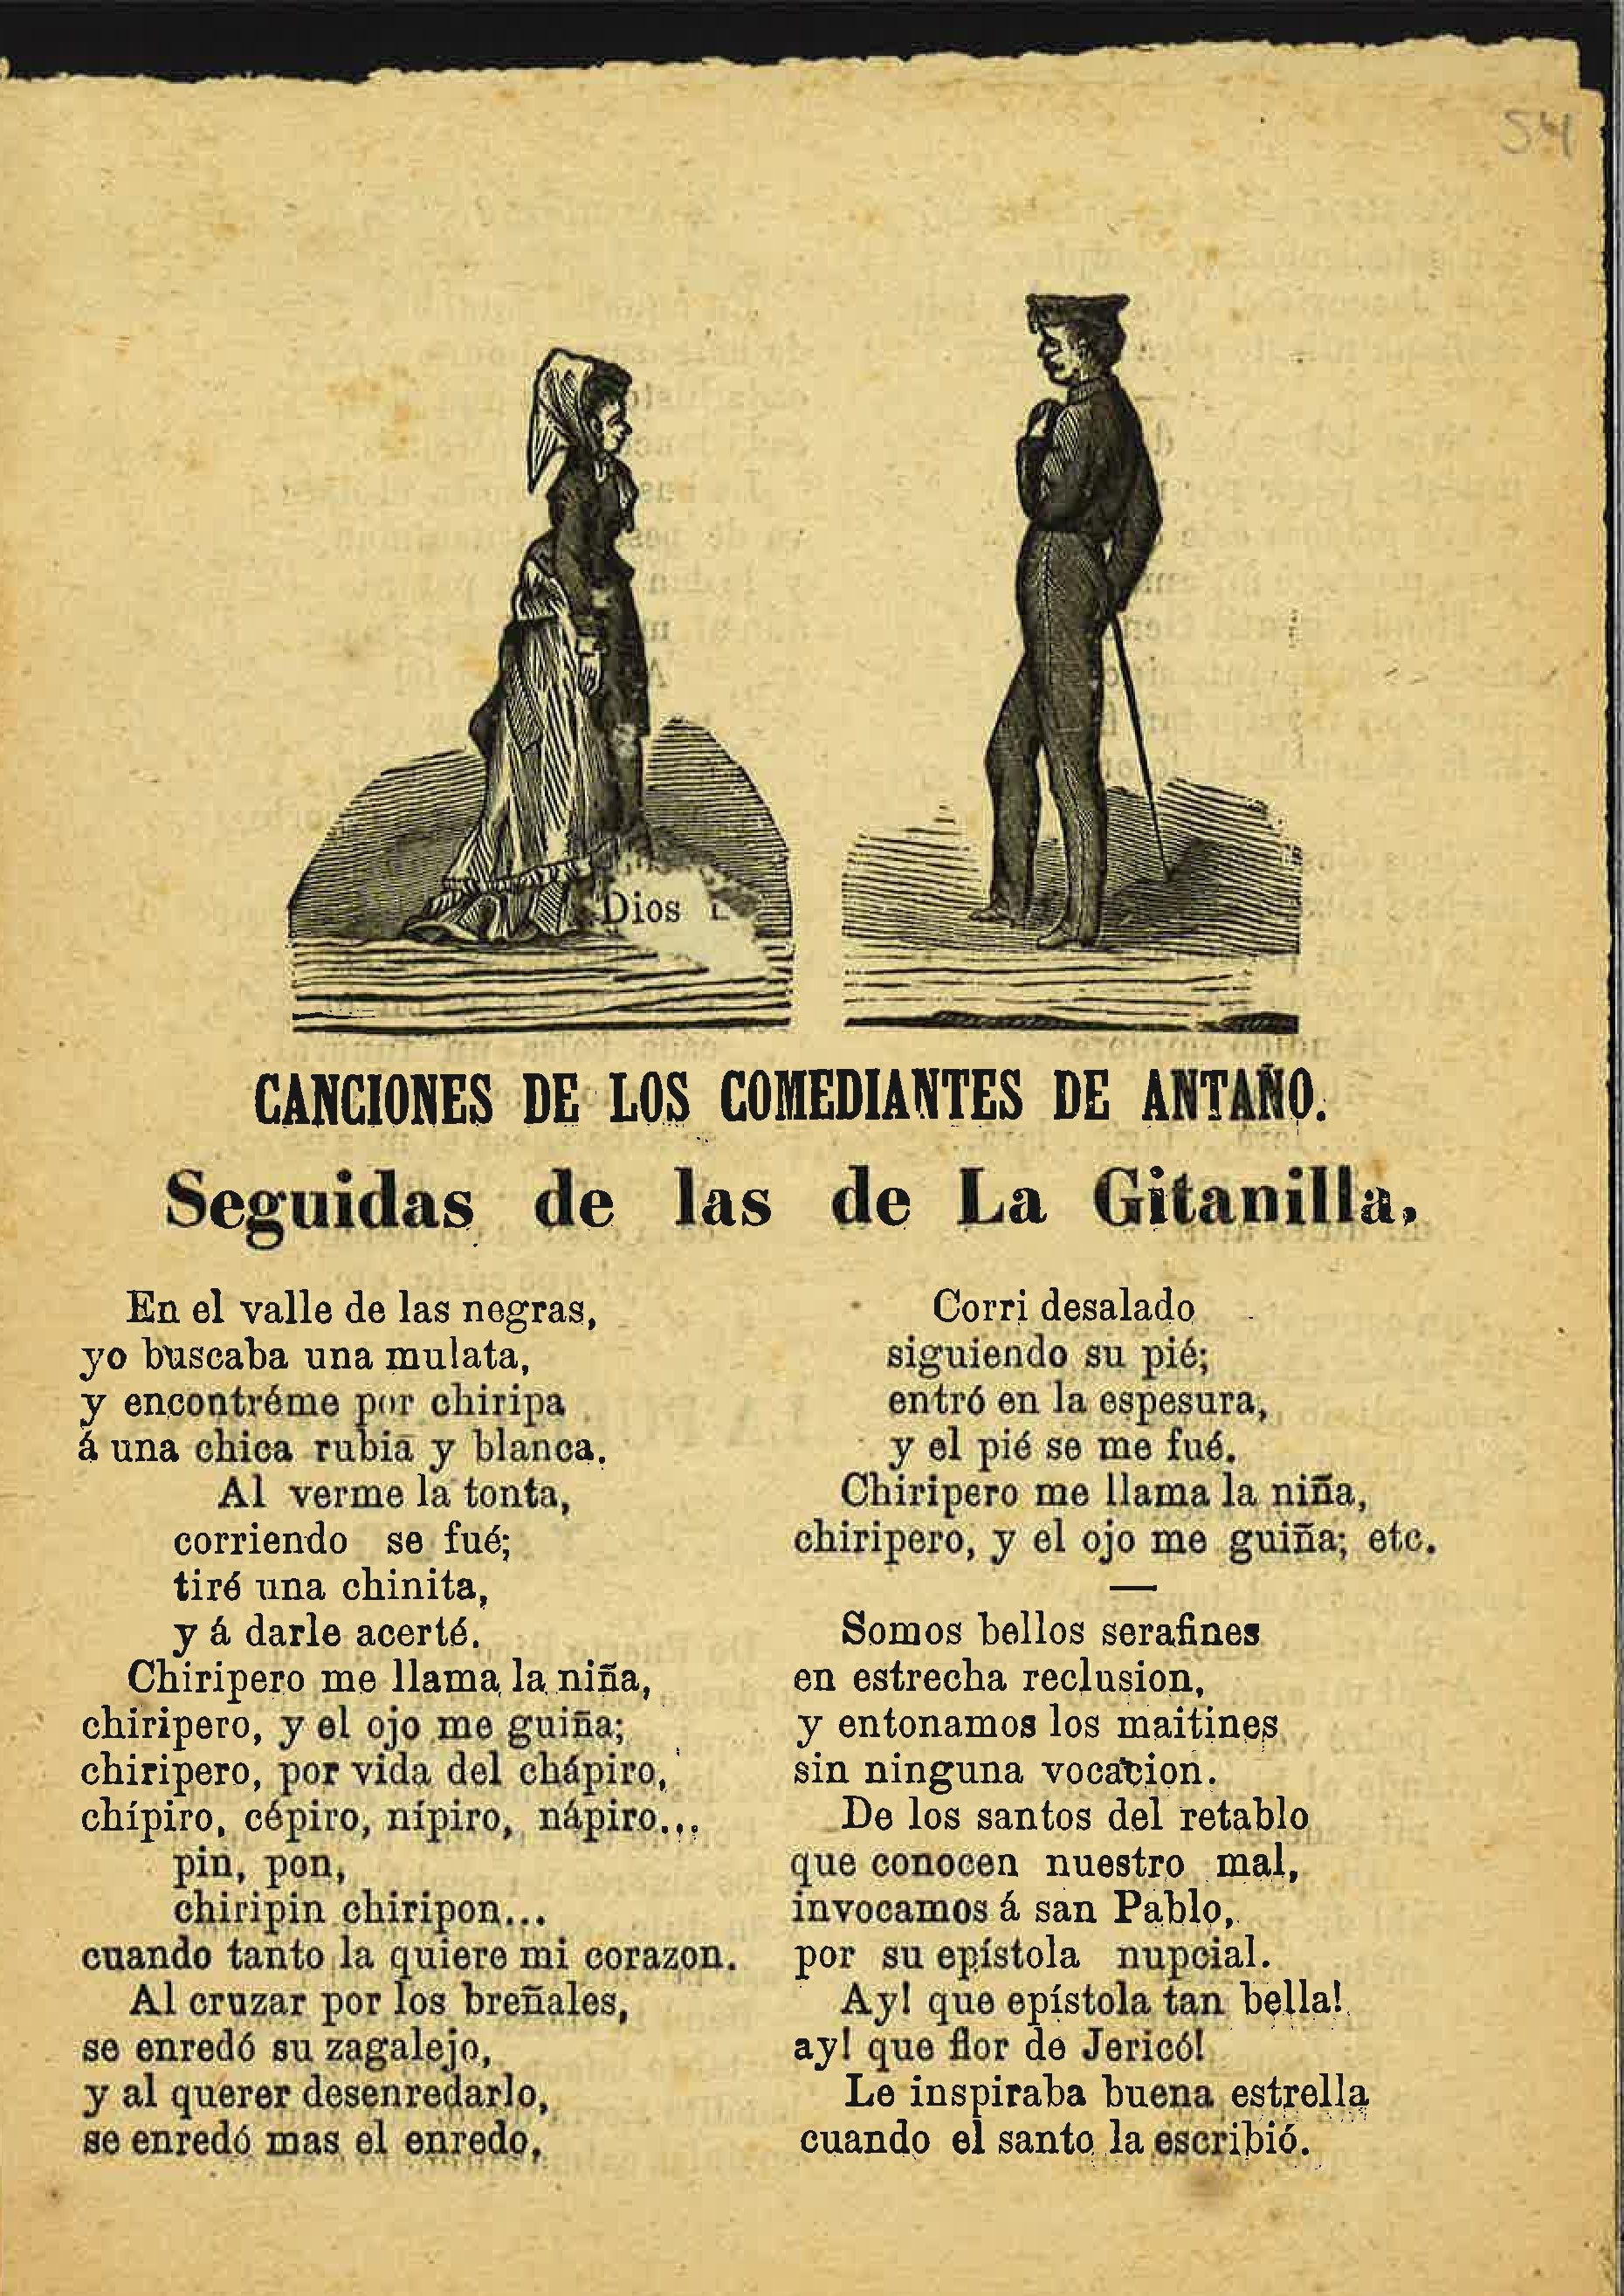 54
Dios
CANCIONES DE LOS COMEDIANTES DE ANTAÑO.
Seguidas de las de La Gitanilla.
En el valle de las negras,
yo buscaba una mulata,
y encontréme por chiripa
á una chica rubia y blanca.
Al verme la tonta,
corriendo se fué;
tiré una chinita,
y á darle acerté.
Chiripero me llama la niña,
chiripero, y el ojo me guiña;
chiripero, por vida del chápiro,
chípiro, cépiro, nípiro, nápiro...
pin, pon,
chiripin chiripon...
cuando tanto la quiere mi corazon.
Al cruzar por los breñales,
se enredó su zagalejo,
y al querer desenredarlo,
se enredó mas el enredo,
Corri desalado
siguiendo su pié;
entró en la espesura,
y el pié se me fué.
Chiripero me llama la niña,
chiripero, y el ojo me guiña; etc.
—
Somos bellos serafines
en estrecha reclusion,
y entonamos los maitines
sin ninguna vocacion.
De los santos del retablo
que conocen nuestro mal,
invocamos á san Pablo,
por su epístola nupcial.
Ay! que epístola tan bella!
ay! que flor de Jericó!
Le inspiraba buena estrella
cuando el santo la escribió.